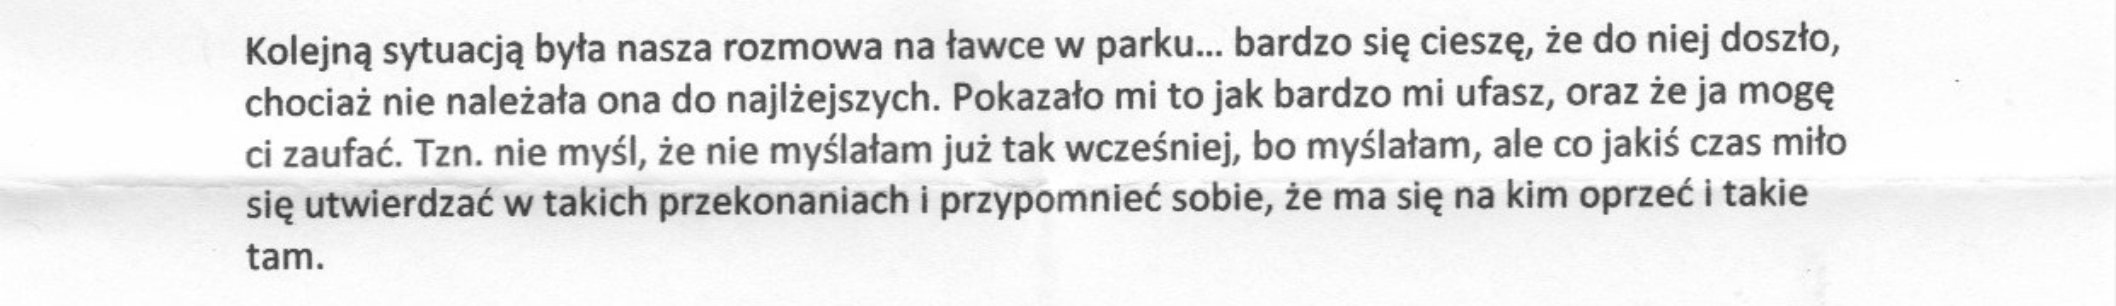 Kolejną sytuacją była nasza rozmowa na ławce w parku... bardzo się cieszę, że do niej doszło,
chociaż nie należała ona do najlżejszych. Pokazało mi to jak bardzo mi ufasz, oraz że ja mogę
ci zaufać. Tzn. nie myśl, że nie myślałam już tak wcześniej, bo myślałam, ale co jakiś czas miło
się utwierdzać w takich przekonaniach i przypomnieć sobie, że ma się na kim oprzeć i takie
tam.